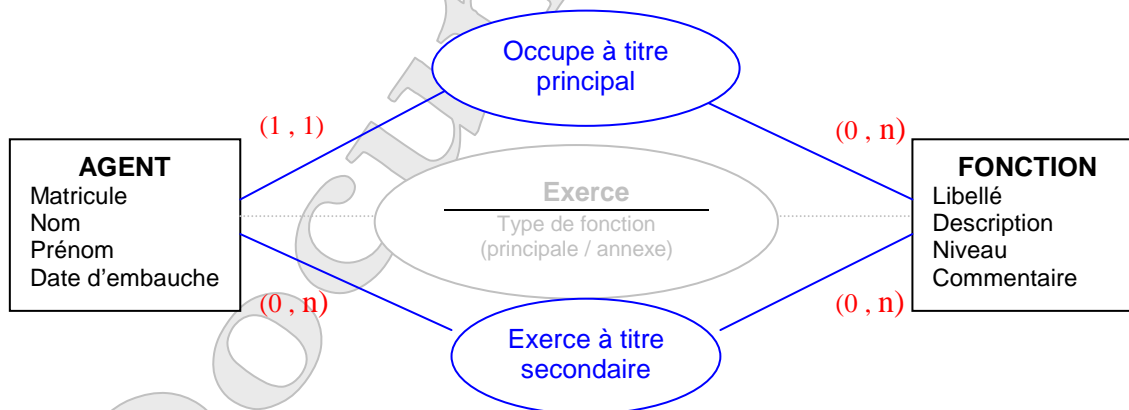 Occupe à titre
principal
(1 , 1)
(0 , n)
AGENT
Matricule
Nom
Prénom
Date d'embauche
Exerce
Type de fonction
(principale / annexe)
FONCTION
Libellé
Description
Niveau
Commentaire
(0 , n)
(0 , n)
Exerce à titre
secondaire